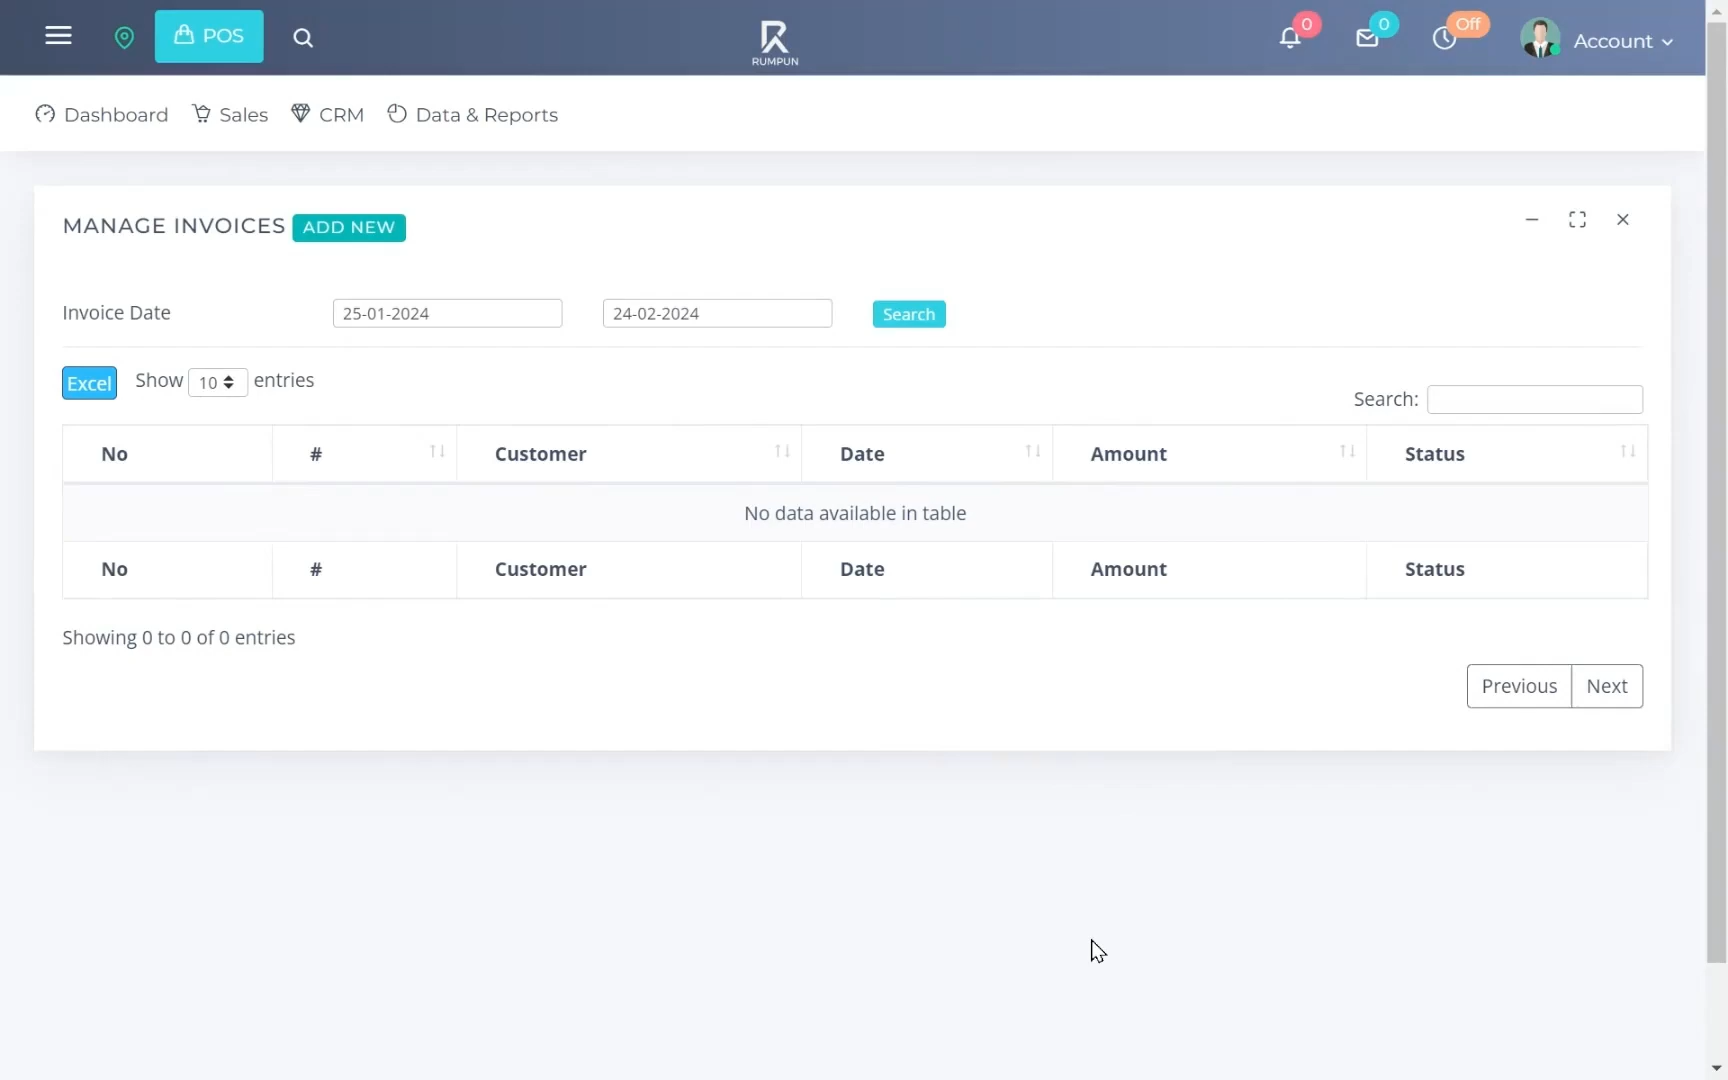 POS
RUMPUN
0
0
Off
Account
Dashboard
Sales
CRM
Data & Reports
MANAGE INVOICES
ADD NEW
Invoice Date
25-01-2024
24-02-2024
Search
Excel
Show 10 entries
Search:
No # Customer Date Amount Status
No data available in table
No # Customer Date Amount Status
Showing 0 to 0 of 0 entries
Previous
Next